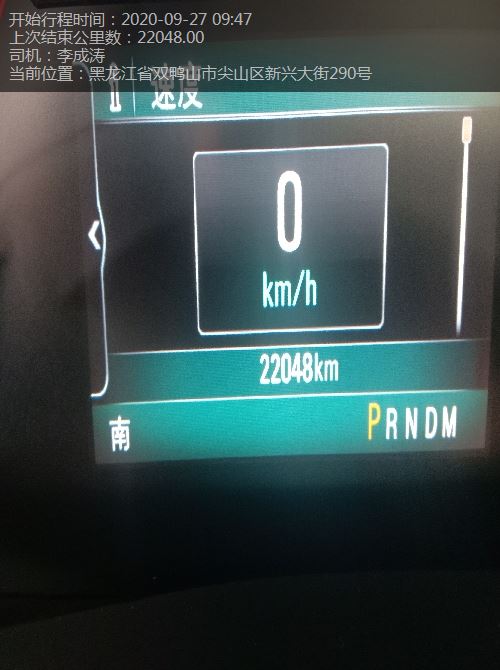 开始行程时间：2020-09-27 09:47
上次结束公里数：22048.00
司机：李成涛
当前位置：黑龙江省双鸭山市尖山区新兴大街290号
速度
0
km/h
22048km
南
PRNDM